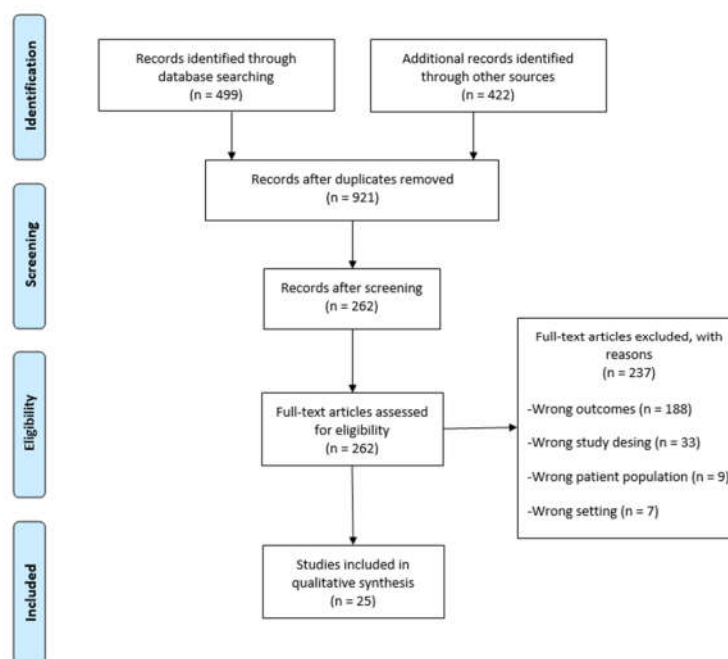 Identification
Records identified through
database searching
(n = 499)
Additional records identified
through other sources
(n = 422)
Records after duplicates removed
(n = 921)
Screening
Records after screening
(n = 262)
Eligibility
Full-text articles assessed
for eligibility
(n = 262)
Full-text articles excluded, with
reasons
(n = 237)
-Wrong outcomes (n = 188)
-Wrong study desing (n = 33)
-Wrong patient population (n = 9)
-Wrong setting (n = 7)
Included
Studies included in
qualitative synthesis
(n = 25)